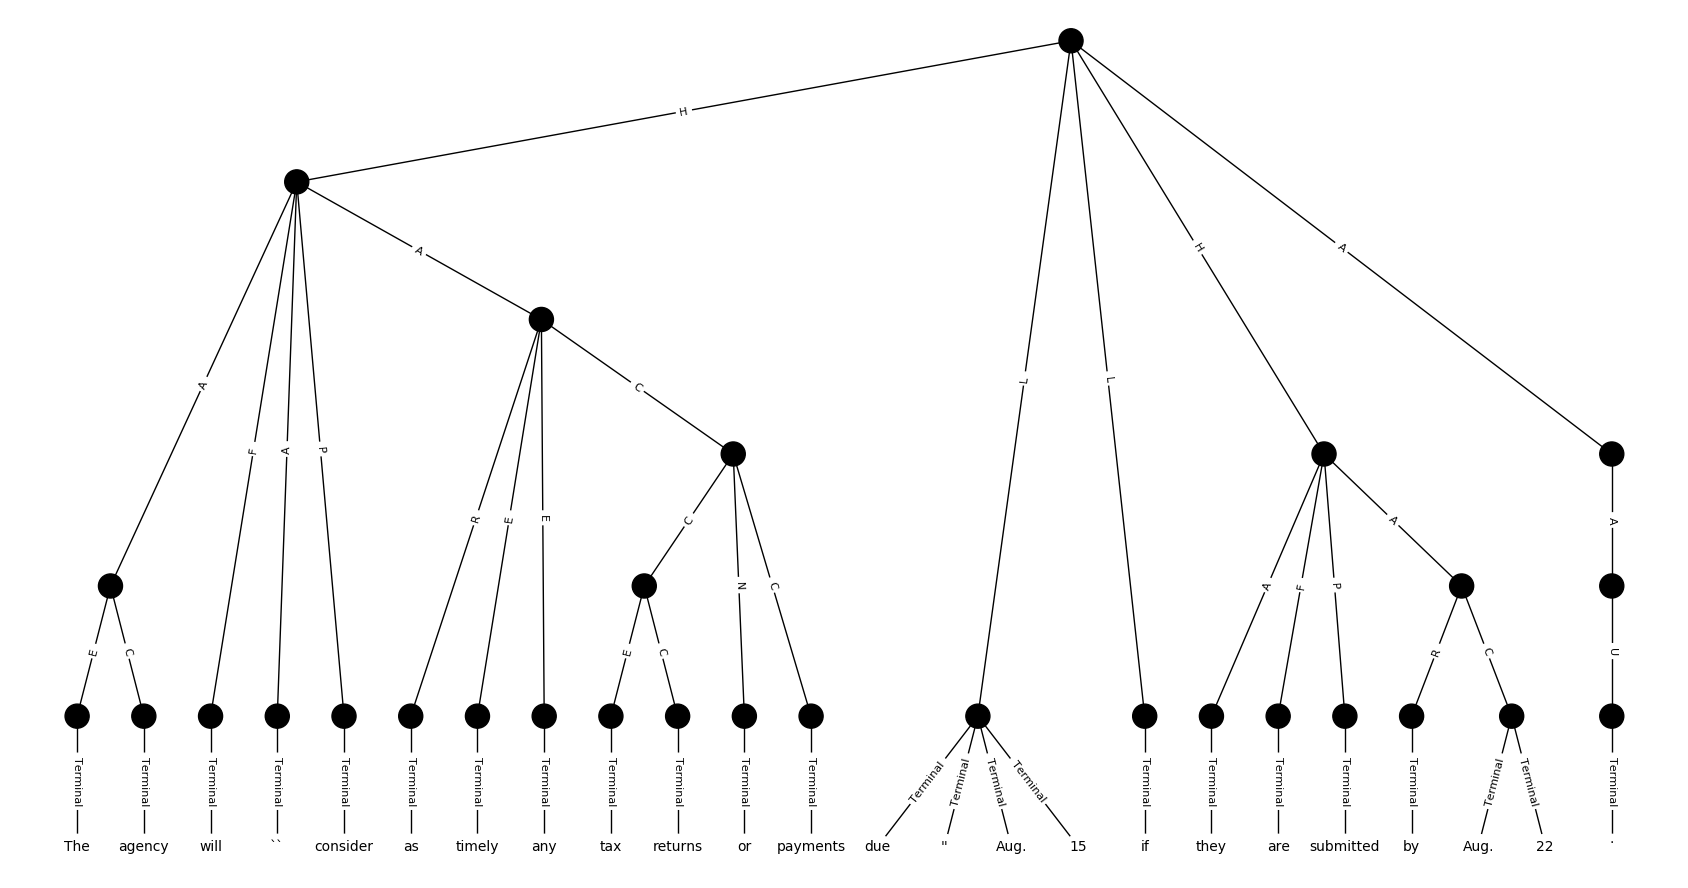 H
A
L
L
H
A
A
F
A
P
A
R
E
E
C
C
N
C
A
F
P
A
A
E
C
E
C
R
C
U
Terminal Terminal Terminal Terminal Terminal Terminal Terminal Terminal Terminal Terminal Terminal Terminal Terminal Terminal Terminal Terminal Terminal Terminal Terminal Terminal Terminal Terminal Terminal Terminal
The agency will `` consider as timely any tax returns or payments due " Aug. 15 if they are submitted by Aug. 22 .